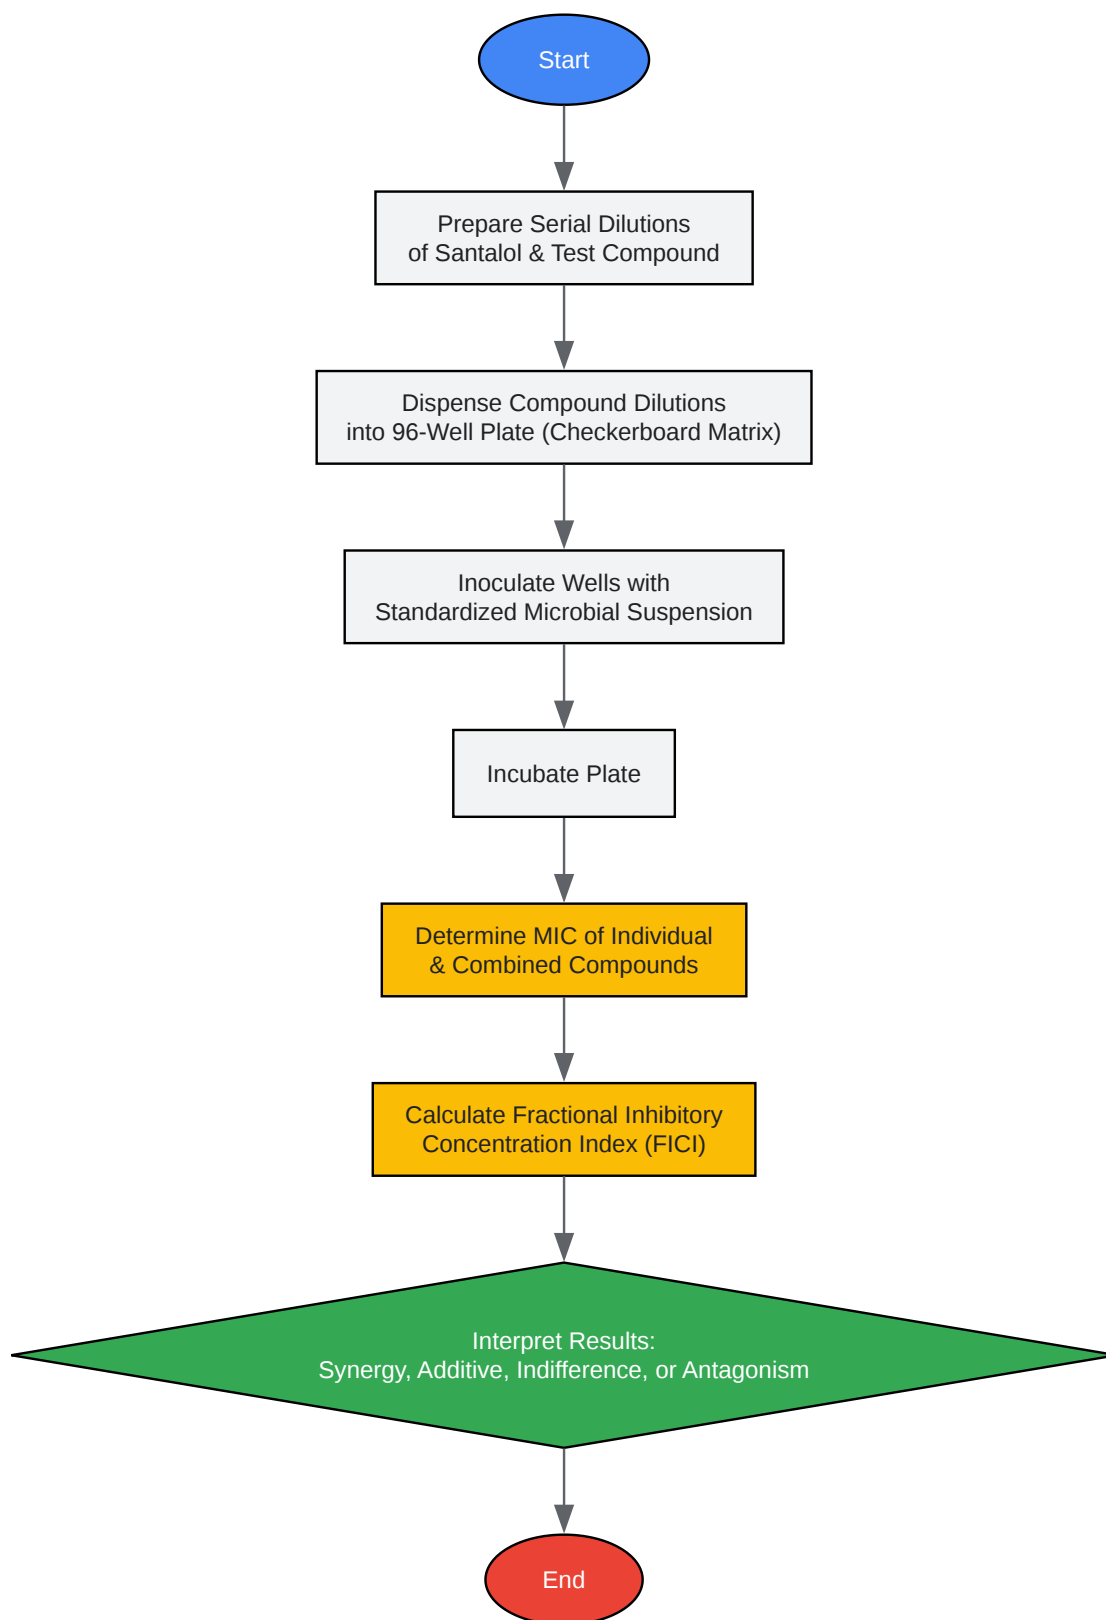 Start
Prepare Serial Dilutions
of Santalol & Test Compound
Dispense Compound Dilutions
into 96-Well Plate (Checkerboard Matrix)
Inoculate Wells with
Standardized Microbial Suspension
Incubate Plate
Determine MIC of Individual
& Combined Compounds
Calculate Fractional Inhibitory
Concentration Index (FICI)
Interpret Results:
Synergy, Additive, Indifference, or Antagonism
End